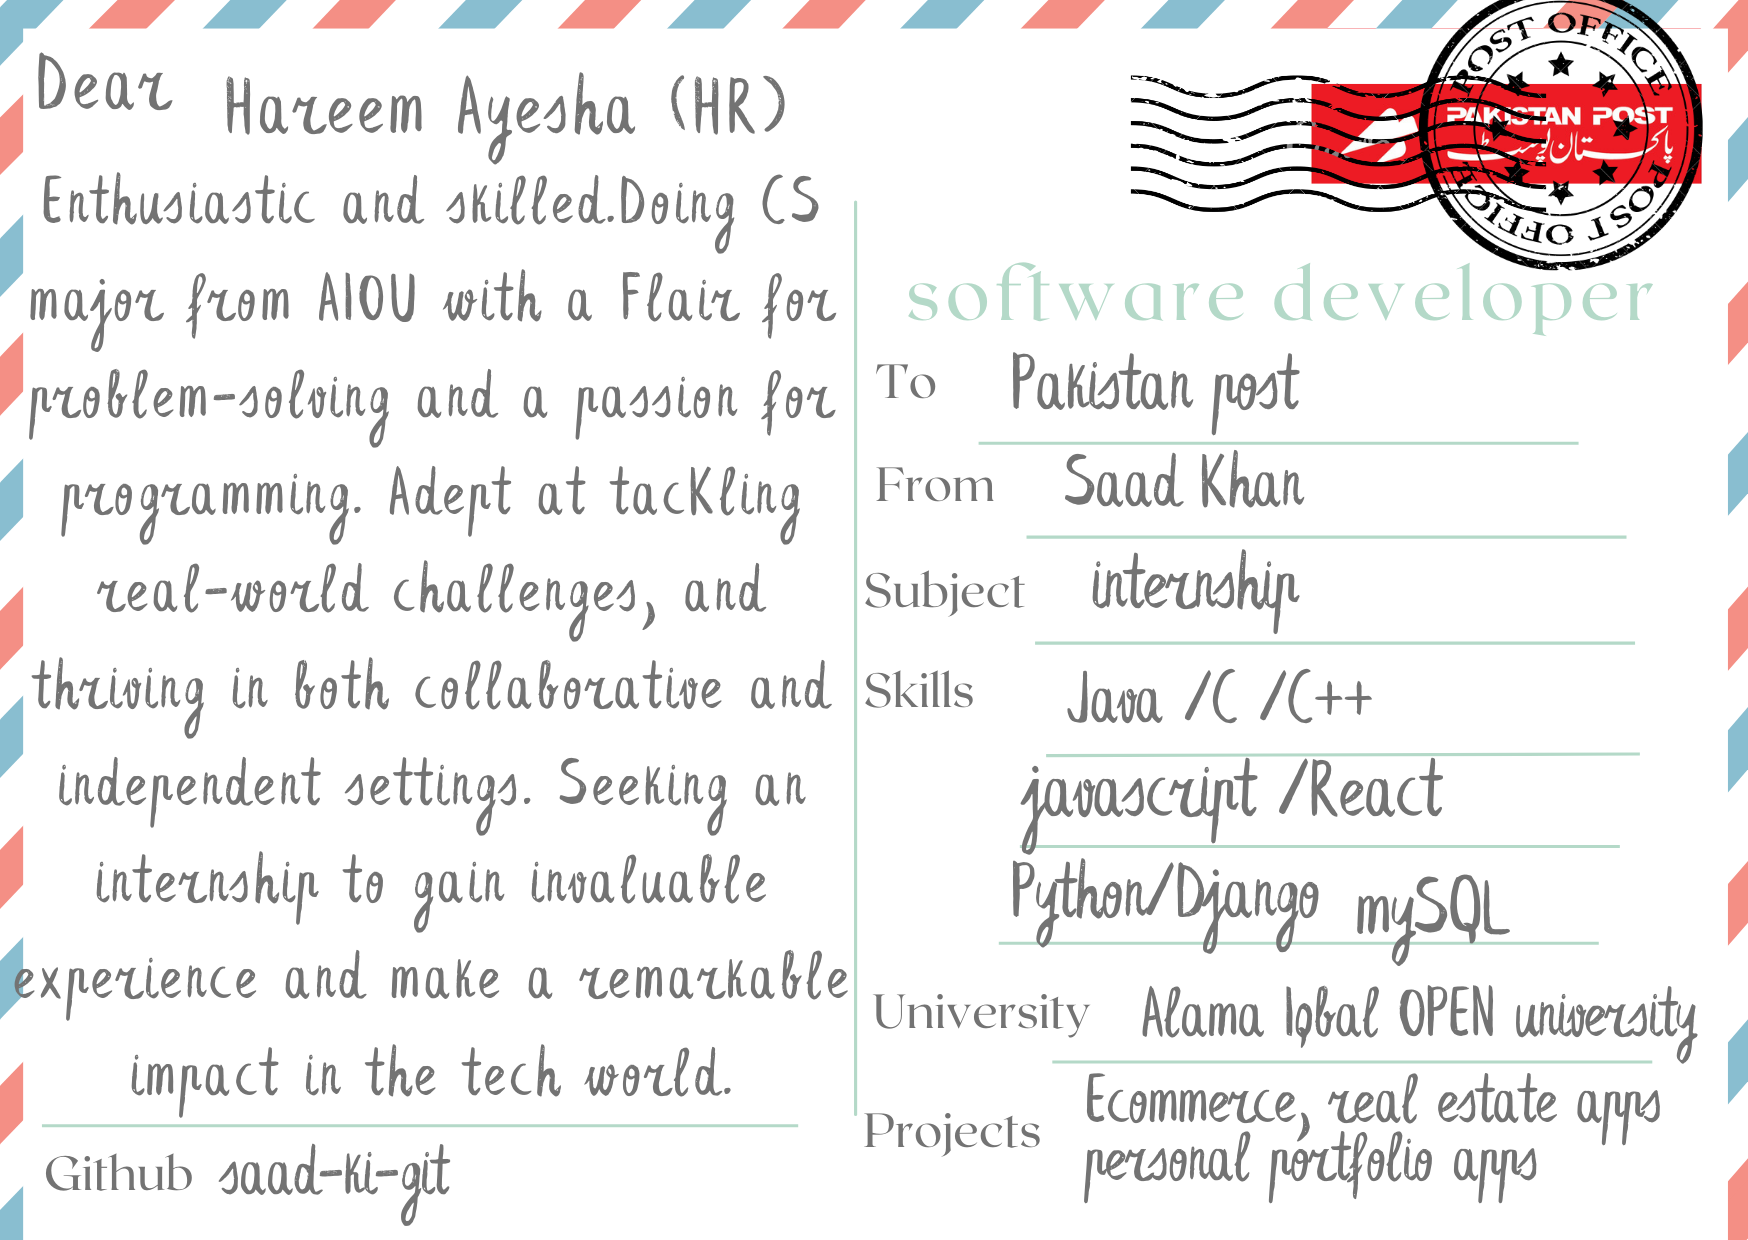 Dear Hareem Ayesha (HR)
Enthusiastic and skilled.Doing CS
major from AIOU with a Flair for
problem-solving and a passion for
programming. Adept at tacKling
real-world challenges, and
thriving in both collaborative and
independent settings. Seeking an
internship to gain invaluable
experience and make a remarkable
impact in the tech world.
Github saad-ki-git
POST OFFICE
PAKISTAN POST
پاکستان پوسٹ
POST OFFICE
software developer
To Pakistan post
From Saad Khan
Subject internship
Skills Java /C /C++
javascript /React
Python/Django mySQL
University Alama Iqbal OPEN university
Projects Ecommerce, real estate apps
personal portfolio apps